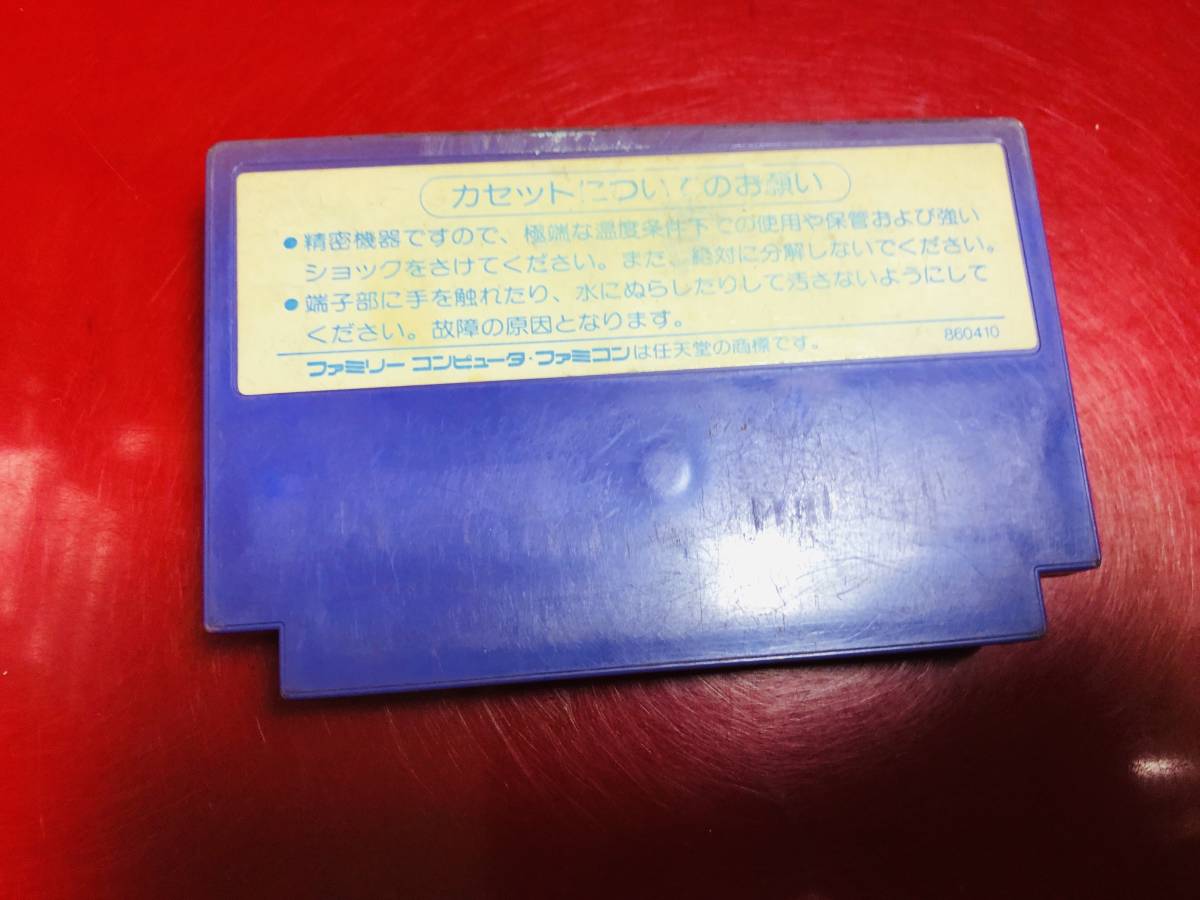 カセットについてのお願い
●精密機器ですので、極端な温度条件下での使用や保管および強い
ショックをさけてください。また、絶対に分解しないでください。
●端子部に手を触れたり、水にぬらしたりして汚さないようにして
ください。故障の原因となります。
860410
ファミリー コンピュータ・ファミコンは任天堂の商標です。